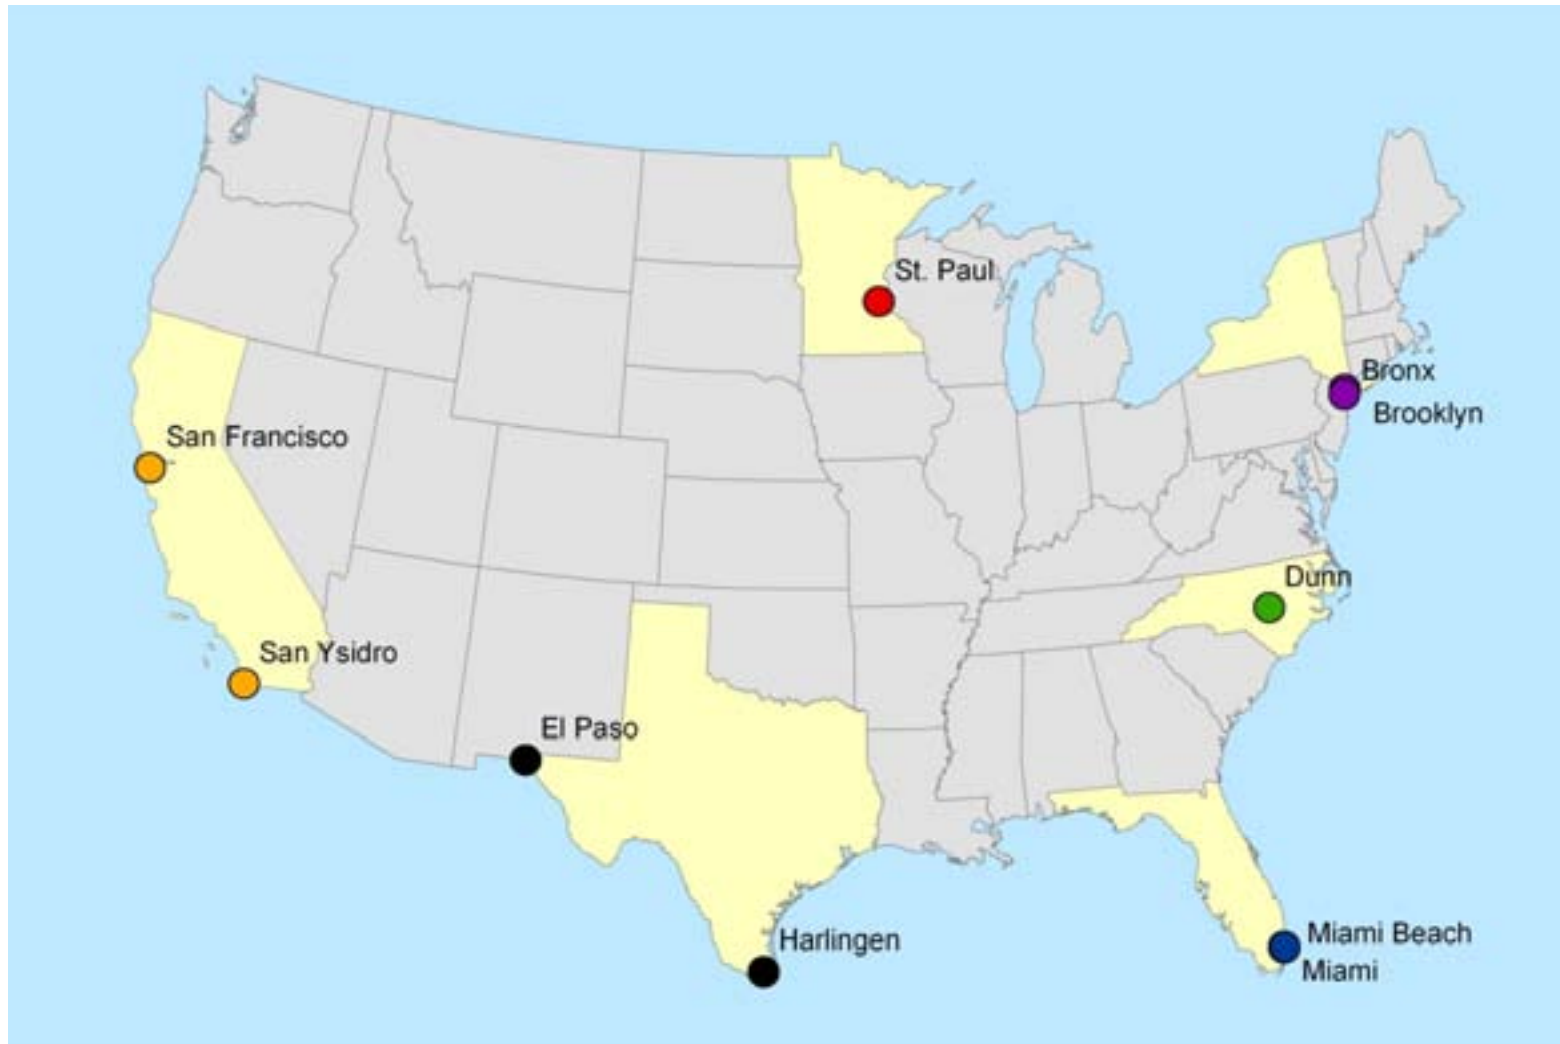 St. Paul
Bronx
Brooklyn
San Francisco
Dunn
San Ysidro
El Paso
Harlingen
Miami Beach
Miami